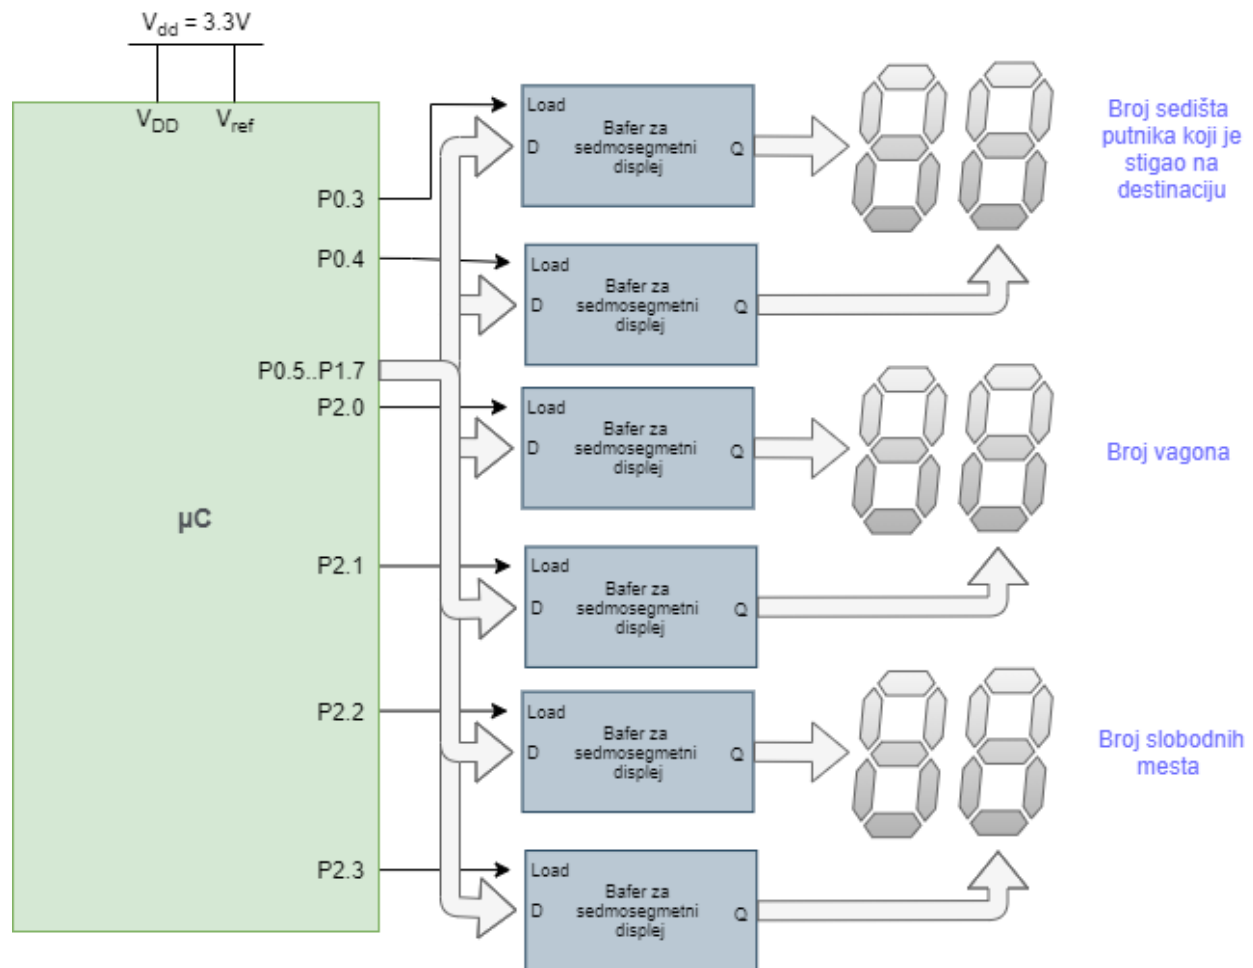 Vdd = 3.3V
VDD Vref
µC
P0.3
P0.4
P0.5..P1.7
P2.0
P2.1
P2.2
P2.3
Load
Bafer za
D sedmosegmetni Q
displej
Load
Bafer za
D sedmosegmetni Q
displej
Load
Bafer za
D sedmosegmetni Q
displej
Load
Bafer za
D sedmosegmetni Q
displej
Load
Bafer za
D sedmosegmetni Q
displej
Load
Bafer za
D sedmosegmetni Q
displej
Broj sedišta
putnika koji je
stigao na
destinaciju
Broj vagona
Broj slobodnih
mesta